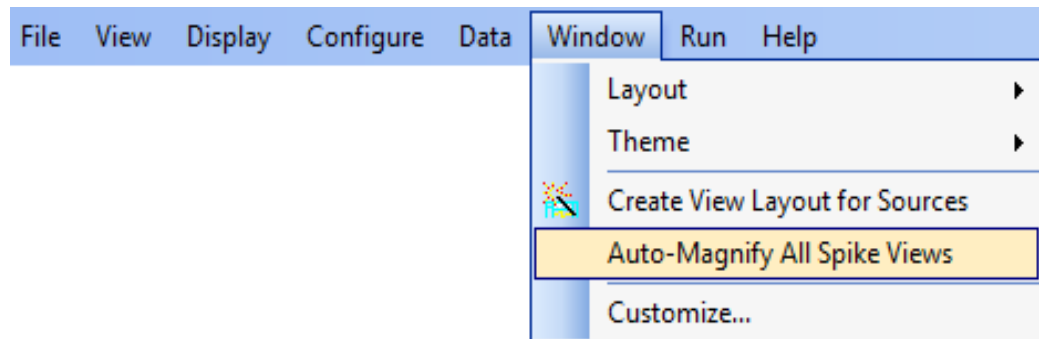 File View Display Configure Data Window Run Help
Layout
Theme
Create View Layout for Sources
Auto-Magnify All Spike Views
Customize...